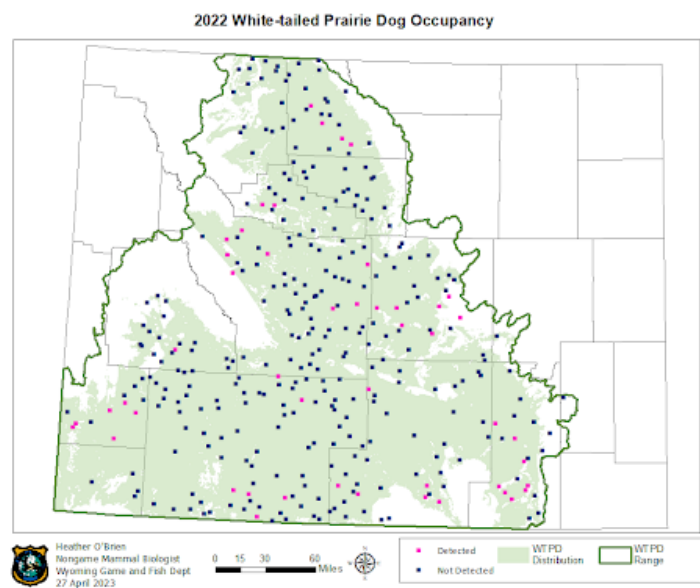 2022 White-tailed Prairie Dog Occupancy
Heather O'Brien
Nongame Mammal Biologist
Wyoming Game and Fish Dept
27 April 2023
0 15 30 60
Miles
Detected
Not Detected
WTPD
Distribution
WTPD
Range